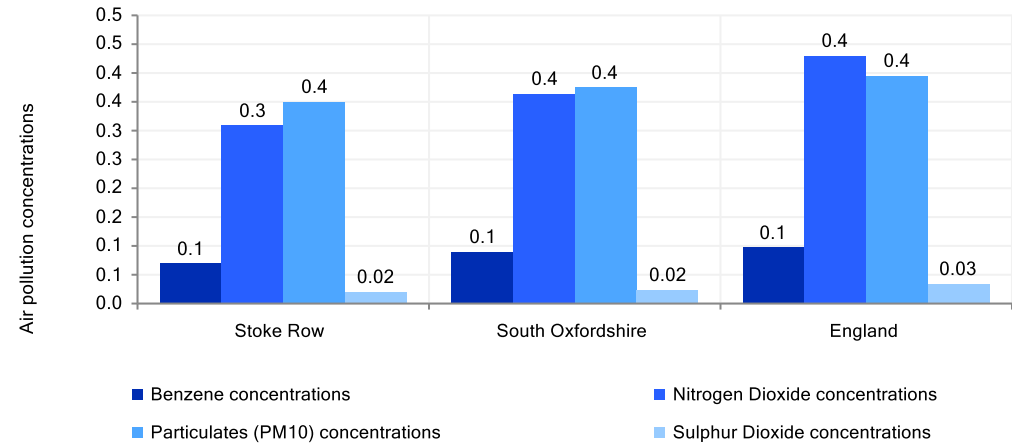 Air pollution concentrations
0.5
0.5
0.4
0.4
0.3
0.3
0.2
0.2
0.1
0.1
0.0
0.1
0.3
0.4
0.02
0.1
0.4
0.4
0.02
0.1
0.4
0.4
0.03
Stoke Row
South Oxfordshire
England
Benzene concentrations
Nitrogen Dioxide concentrations
Particulates (PM10) concentrations
Sulphur Dioxide concentrations